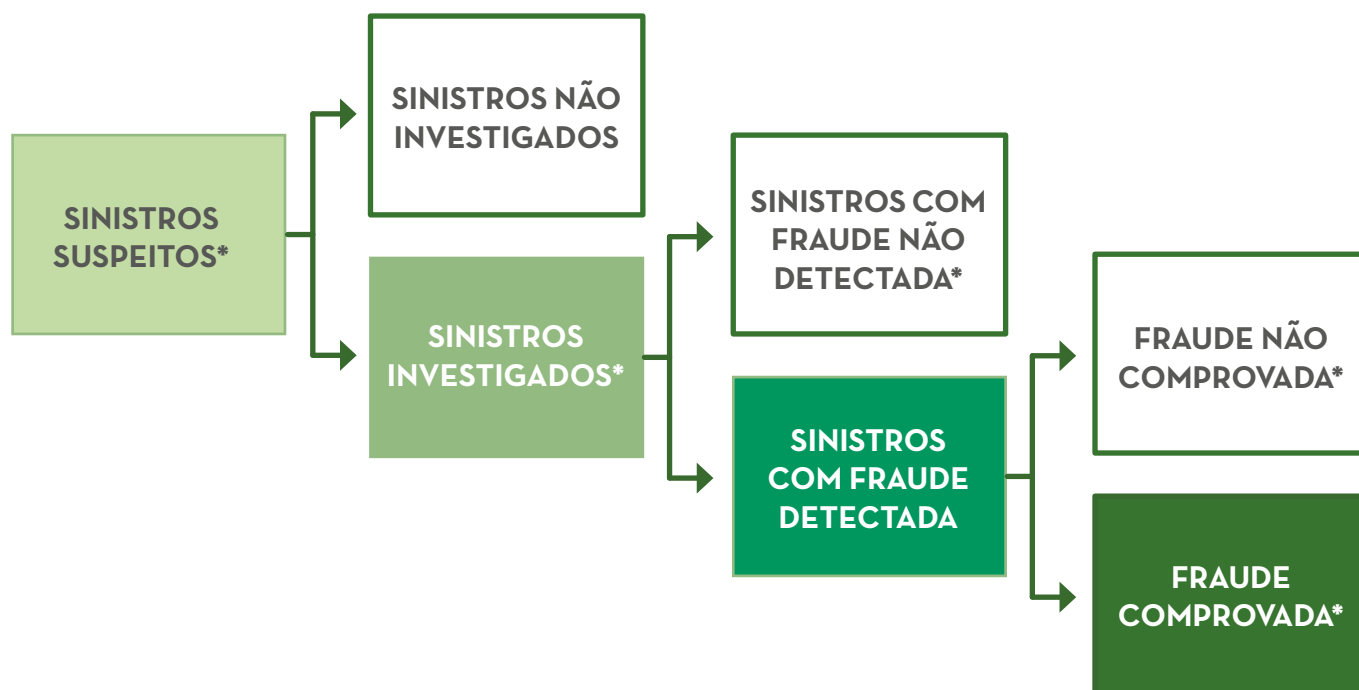 SINISTROS
SUSPEITOS*
SINISTROS NÃO
INVESTIGADOS
SINISTROS
INVESTIGADOS*
SINISTROS COM
FRAUDE NÃO
DETECTADA*
SINISTROS
COM FRAUDE
DETECTADA
FRAUDE NÃO
COMPROVADA*
FRAUDE
COMPROVADA*